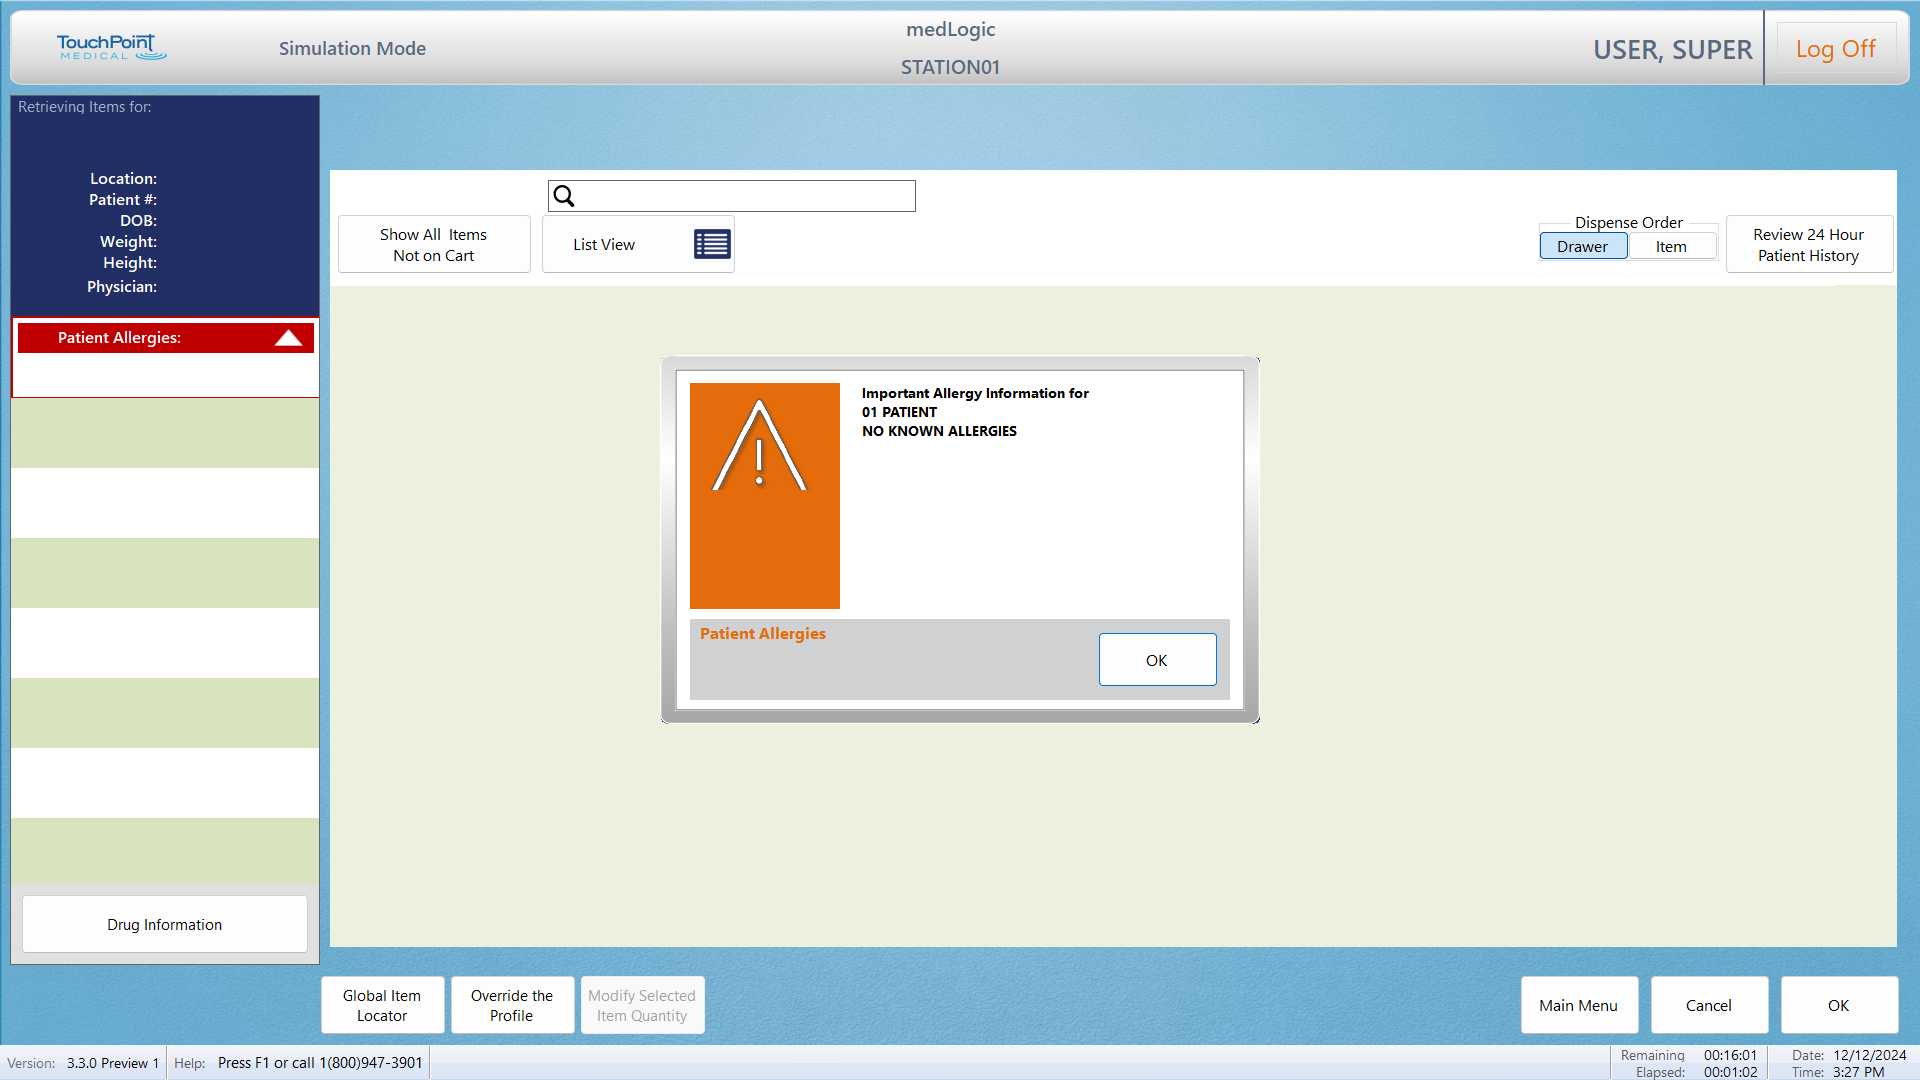 TouchPoint
MEDICAL
Simulation Mode
medLogic
STATION01
USER, SUPER
Log Off
Retrieving Items for:
Location:
Patient #:
DOB:
Weight:
Height:
Physician:
Patient Allergies:
Drug Information
Show All  Items
Not on Cart
List View
Dispense Order
Drawer
Item
Review 24 Hour
Patient History
Important Allergy Information for
01 PATIENT
NO KNOWN ALLERGIES
Patient Allergies
OK
Global Item
Locator
Override the
Profile
Modify Selected
Item Quantity
Main Menu
Cancel
OK
Version: 3.3.0 Preview 1
Help: Press F1 or call 1(800)947-3901
Remaining 00:16:01
Elapsed: 00:01:02
Date: 12/12/2024
Time: 3:27 PM